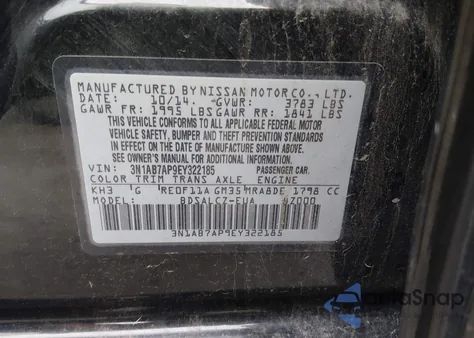 MANUFACTURED BY NISSAN MOTOR CO., LTD.
DATE: 10/14 GVWR: 3783 LBS
GAWR FR: 1995 LBS GAWR RR: 1841 LBS
THIS VEHICLE CONFORMS TO ALL APPLICABLE FEDERAL MOTOR
VEHICLE SAFETY, BUMPER AND THEFT PREVENTION STANDARDS
IN EFFECT ON THE DATE OF MANUFACTURE SHOWN ABOVE.
SEE OWNER'S MANUAL FOR MORE INFORMATION.
VIN: 3N1AB7AP9EY322185 PASSENGER CAR.
COLOR TRIM TRANS AXLE ENGINE
KH3 G RE0F11A GM35 MRA8DE 1798 CC
MODEL: BDSALCZ-EUA
3N1AB7AP9EY322185
DataSnap